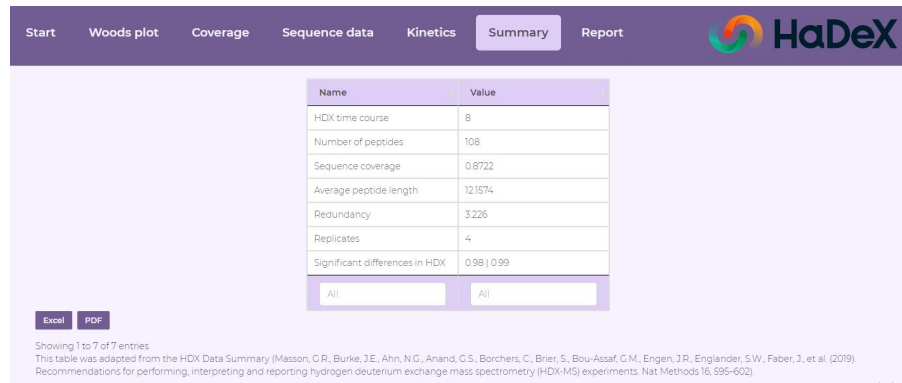 Start Woods plot Coverage Sequence data Kinetics Summary Report HaDeX
Name Value
HDX time course 8
Number of peptides 108
Sequence coverage 0.8722
Average peptide length 12.1574
Redundancy 3.226
Replicates 4
Significant differences in HDX 0.98 | 0.99
All All
Excel PDF
Showing 1 to 7 of 7 entries
This table was adapted from the HDX Data Summary (Masson, G.R., Burke, J.E., Ahn, N.G., Anand, G.S., Borchers, C., Brier, S., Bou-Assaf, G.M., Engen, J.R., Englander, S.W., Faber, J., et al. (2019).
Recommendations for performing, interpreting and reporting hydrogen deuterium exchange mass spectrometry (HDX-MS) experiments. Nat Methods 16, 595–602).